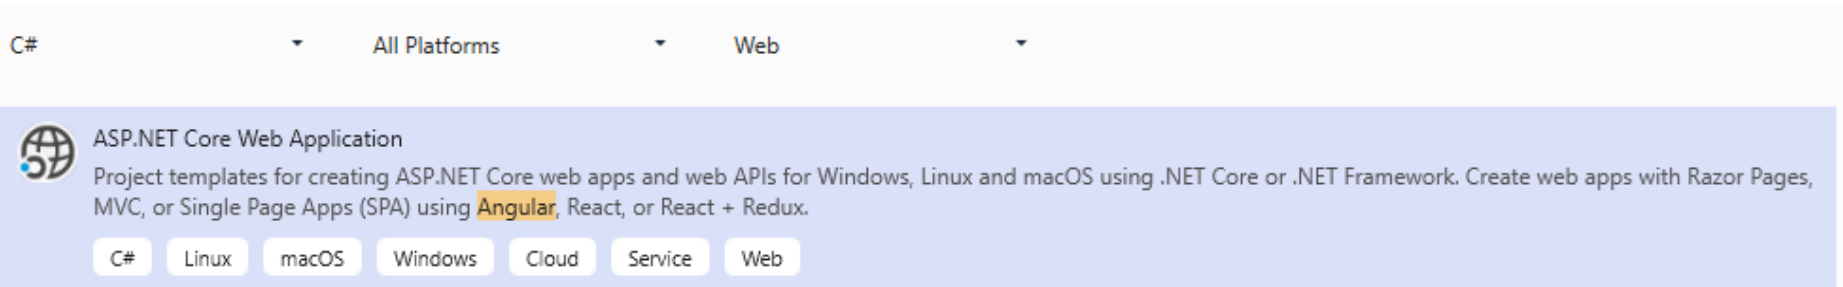 C# All Platforms Web
ASP.NET Core Web Application
Project templates for creating ASP.NET Core web apps and web APIs for Windows, Linux and macOS using .NET Core or .NET Framework. Create web apps with Razor Pages,
MVC, or Single Page Apps (SPA) using Angular, React, or React + Redux.
C# Linux macOS Windows Cloud Service Web